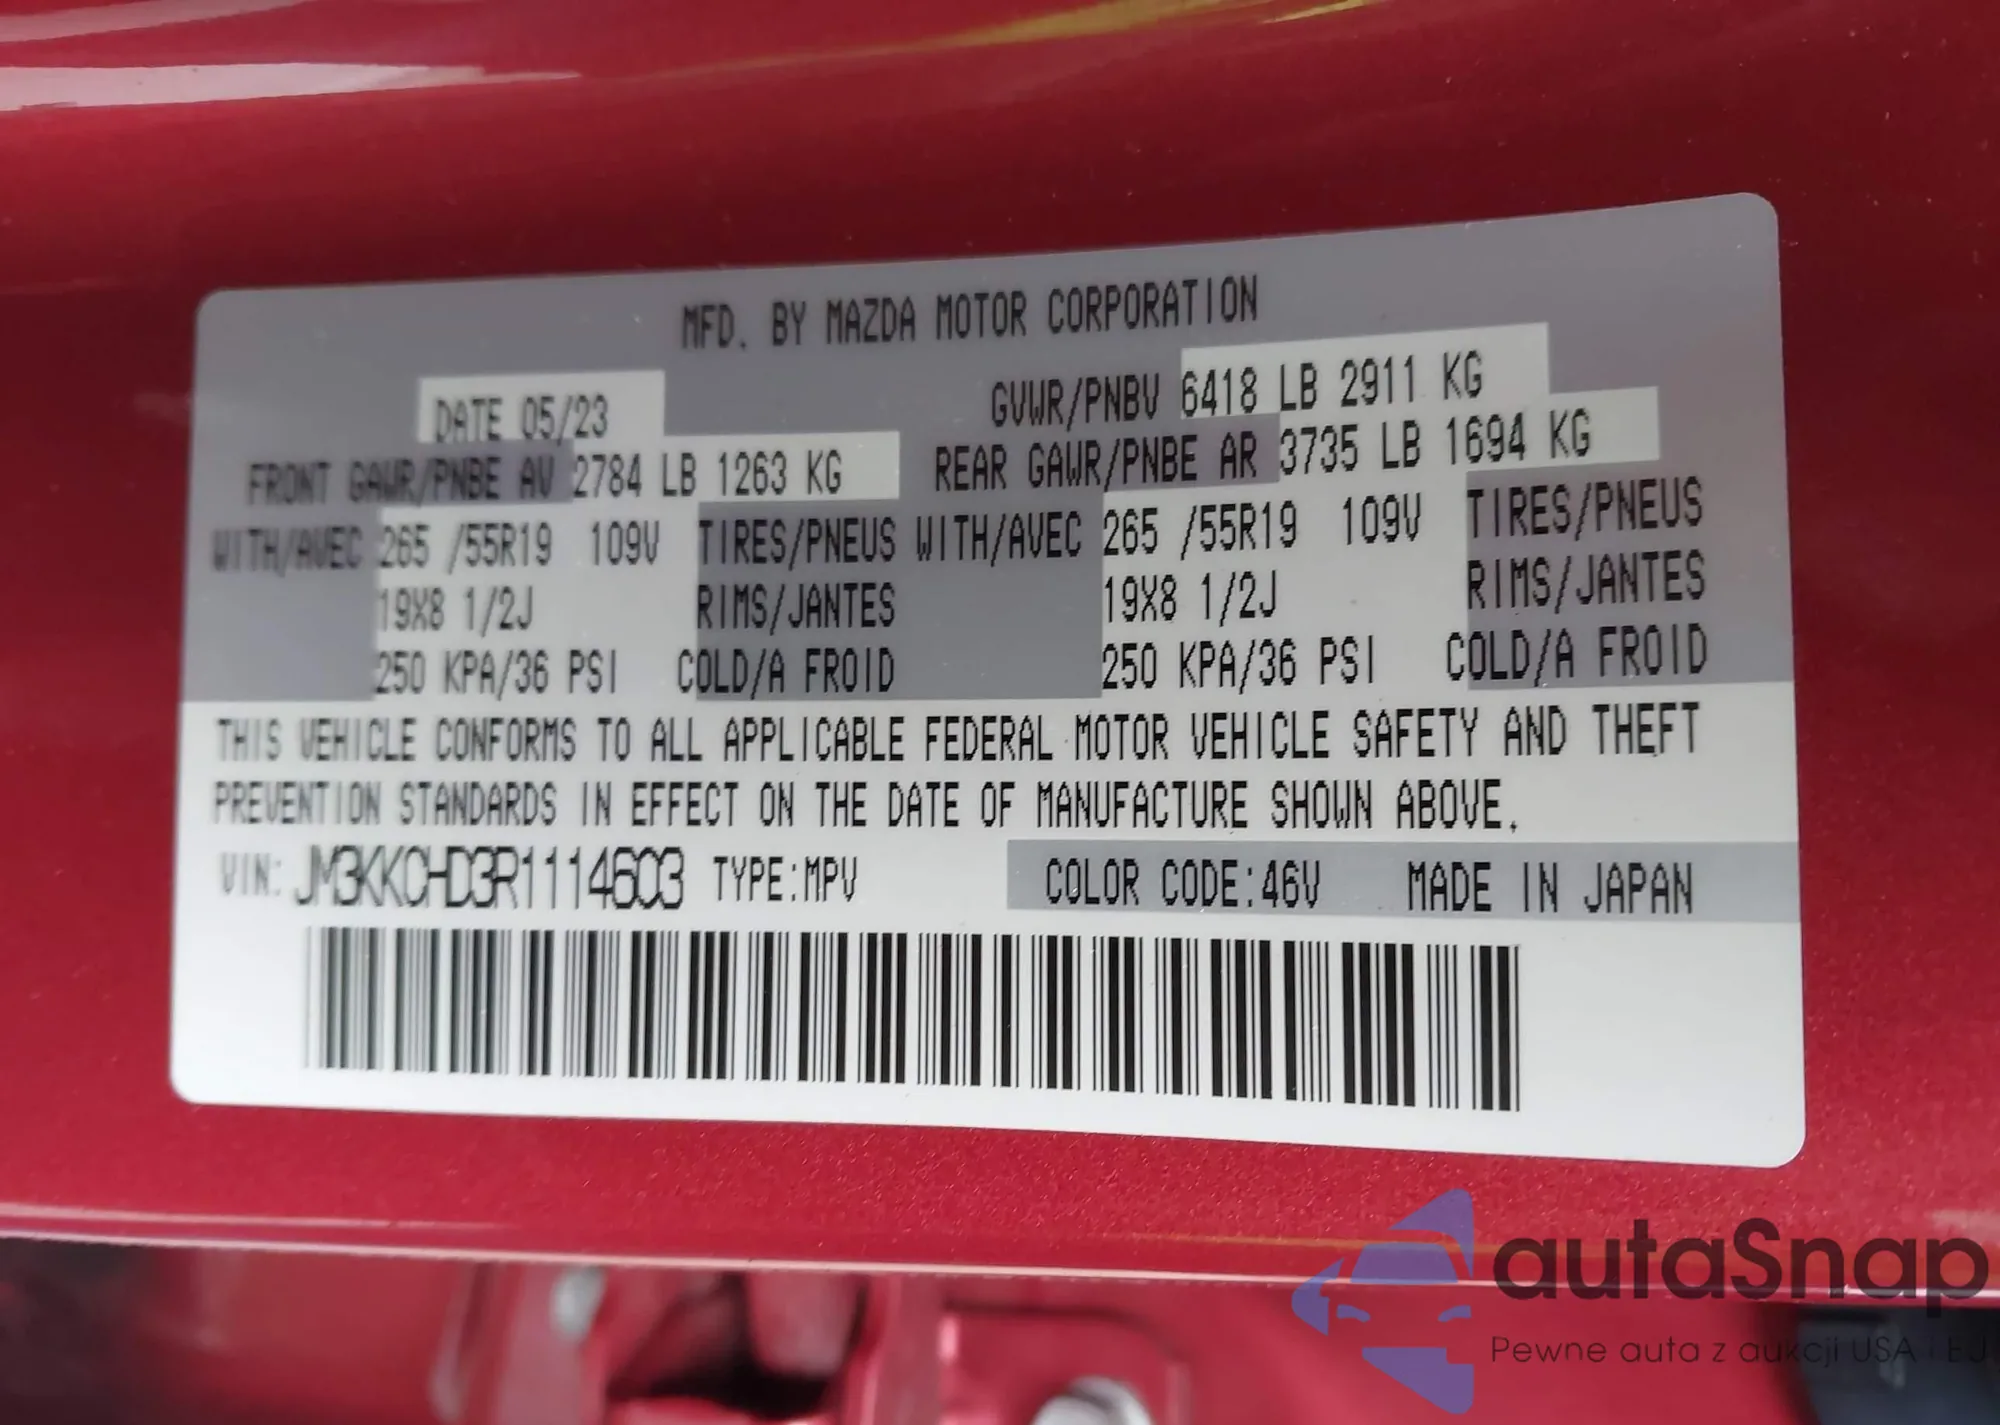 MFD. BY MAZDA MOTOR CORPORATION
DATE 05/23 GVWR/PNBV 6418 LB 2911 KG
FRONT GAWR/PNBE AV 2784 LB 1263 KG REAR GAWR/PNBE AR 3735 LB 1694 KG
WITH/AVEC 265 /55R19 109V TIRES/PNEUS WITH/AVEC 265 /55R19 109V TIRES/PNEUS
19X8 1/2J RIMS/JANTES 19X8 1/2J RIMS/JANTES
250 KPA/36 PSI COLD/A FROID 250 KPA/36 PSI COLD/A FROID
THIS VEHICLE CONFORMS TO ALL APPLICABLE FEDERAL MOTOR VEHICLE SAFETY AND THEFT
PREVENTION STANDARDS IN EFFECT ON THE DATE OF MANUFACTURE SHOWN ABOVE.
VIN: JM3KKCHD3R1114603 TYPE:MPV COLOR CODE:46V MADE IN JAPAN
autaSnap
Pewne auta z aukcji USA i EU